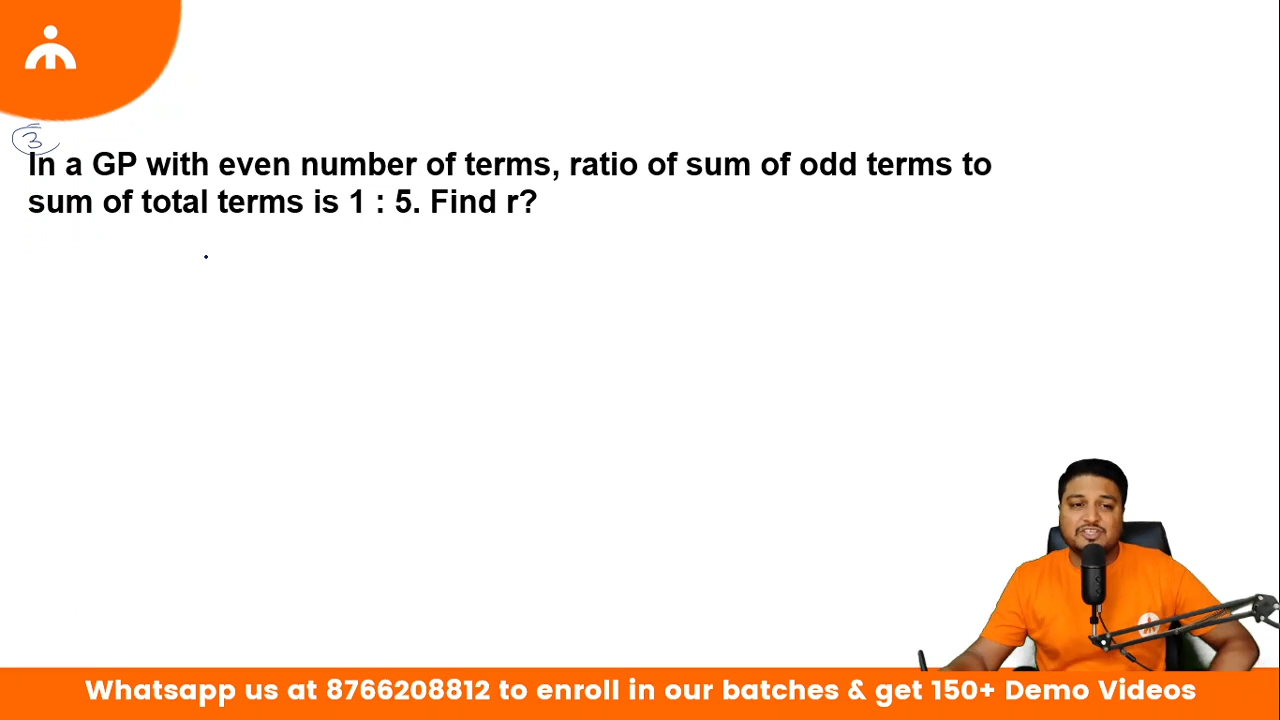 3
In a GP with even number of terms, ratio of sum of odd terms to
sum of total terms is 1 : 5. Find r?
Whatsapp us at 8766208812 to enroll in our batches & get 150+ Demo Videos